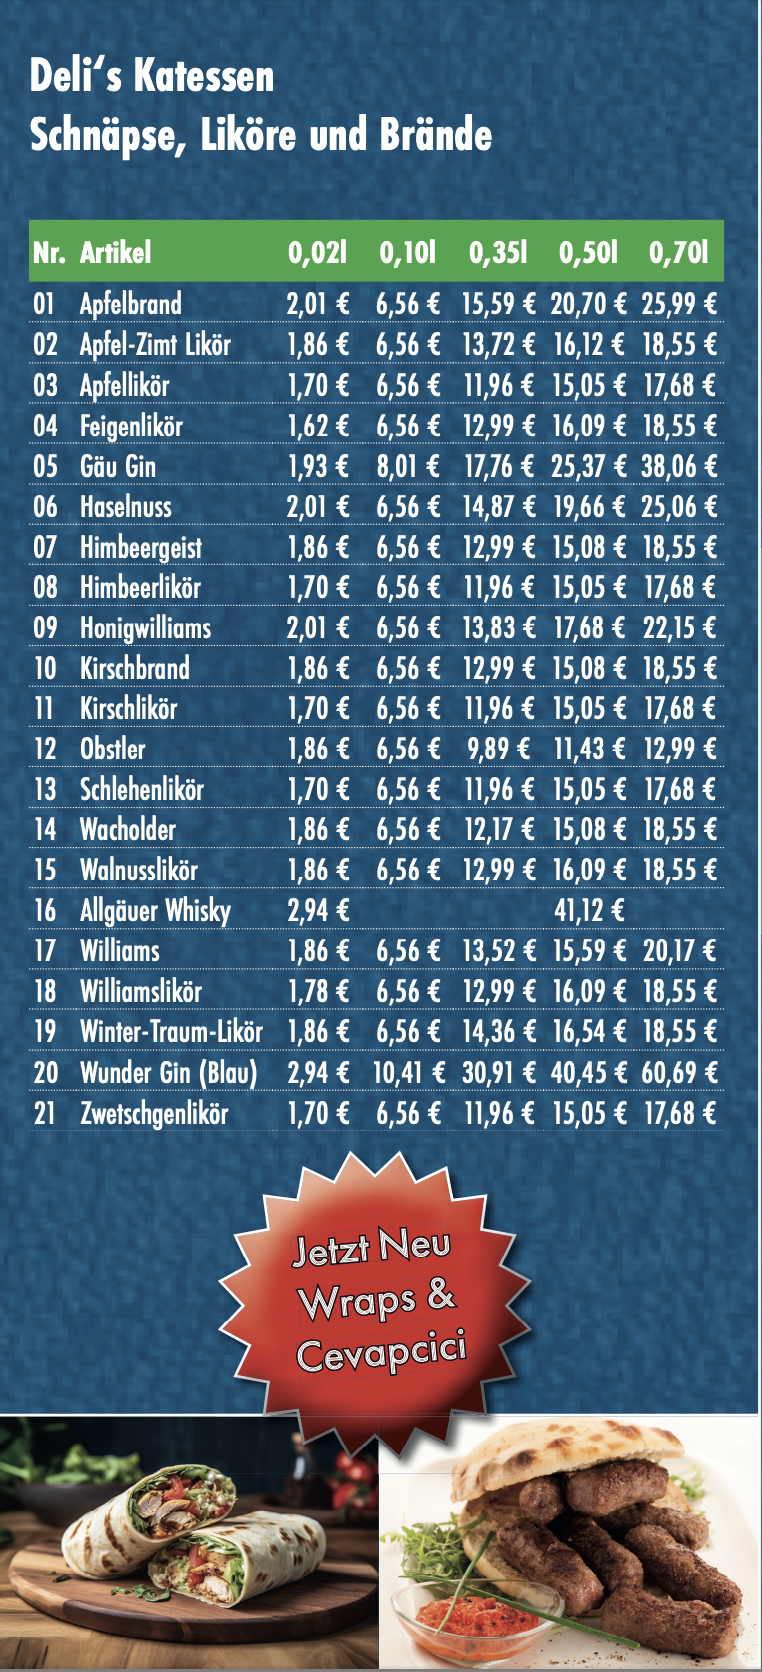 Deli‘s Katessen
Schnäpse, Liköre und Brände
Nr. Artikel 0,02l 0,10l 0,35l 0,50l 0,70l
01 Apfelbrand 2,01 € 6,56 € 15,59 € 20,70 € 25,99 €
02 Apfel-Zimt Likör 1,86 € 6,56 € 13,72 € 16,12 € 18,55 €
03 Apfellikör 1,70 € 6,56 € 11,96 € 15,05 € 17,68 €
04 Feigenlikör 1,62 € 6,56 € 12,99 € 16,09 € 18,55 €
05 Gäu Gin 1,93 € 8,01 € 17,76 € 25,37 € 38,06 €
06 Haselnuss 2,01 € 6,56 € 14,87 € 19,66 € 25,06 €
07 Himbeergeist 1,86 € 6,56 € 12,99 € 15,08 € 18,55 €
08 Himbeerlikör 1,70 € 6,56 € 11,96 € 15,05 € 17,68 €
09 Honigwilliams 2,01 € 6,56 € 13,83 € 17,68 € 22,15 €
10 Kirschbrand 1,86 € 6,56 € 12,99 € 15,08 € 18,55 €
11 Kirschlikör 1,70 € 6,56 € 11,96 € 15,05 € 17,68 €
12 Obstler 1,86 € 6,56 € 9,89 € 11,43 € 12,99 €
13 Schlehenlikör 1,70 € 6,56 € 11,96 € 15,05 € 17,68 €
14 Wacholder 1,86 € 6,56 € 12,17 € 15,08 € 18,55 €
15 Walnusslikör 1,86 € 6,56 € 12,99 € 16,09 € 18,55 €
16 Allgäuer Whisky 2,94 € 41,12 €
17 Williams 1,86 € 6,56 € 13,52 € 15,59 € 20,17 €
18 Williamslikör 1,78 € 6,56 € 12,99 € 16,09 € 18,55 €
19 Winter-Traum-Likör 1,86 € 6,56 € 14,36 € 16,54 € 18,55 €
20 Wunder Gin (Blau) 2,94 € 10,41 € 30,91 € 40,45 € 60,69 €
21 Zwetschgenlikör 1,70 € 6,56 € 11,96 € 15,05 € 17,68 €
Jetzt Neu
Wraps &
Cevapcici